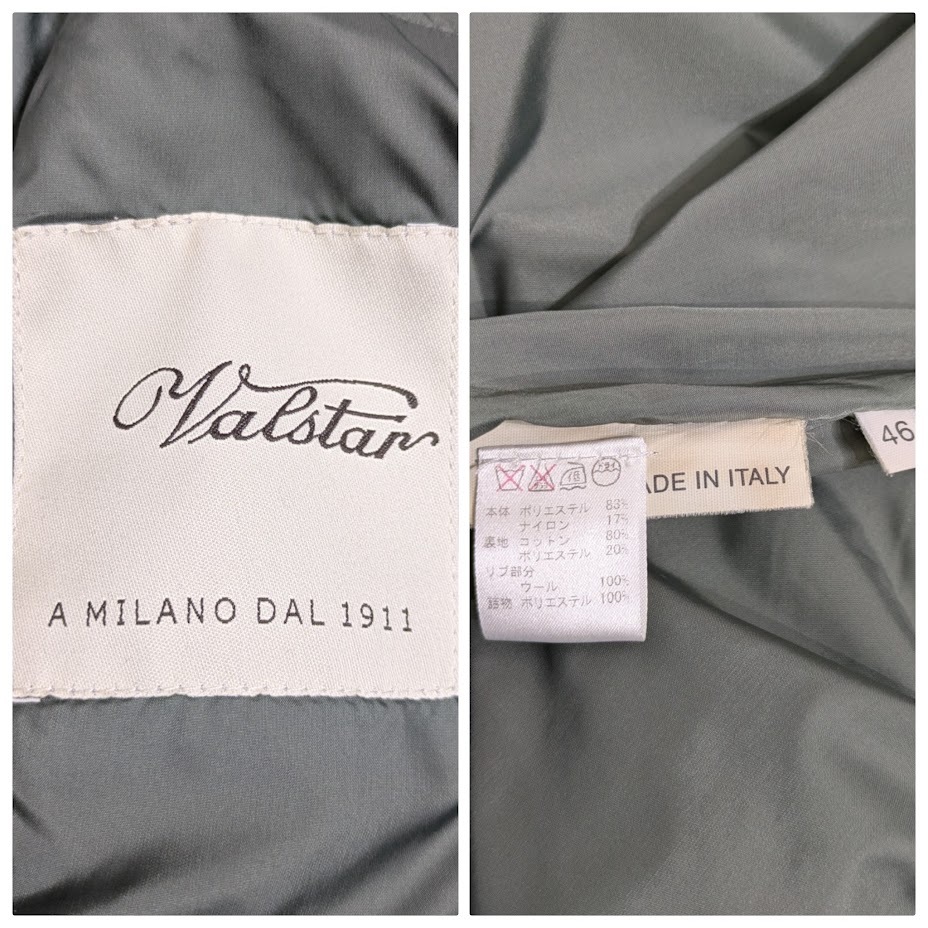 Valstar
A MILANO DAL 1911
ADE IN ITALY
46
本体 ポリエステル 83%
ナイロン 17%
裏地 コットン 80%
ポリエステル 20%
リブ部分
ウール 100%
詰物 ポリエステル 100%